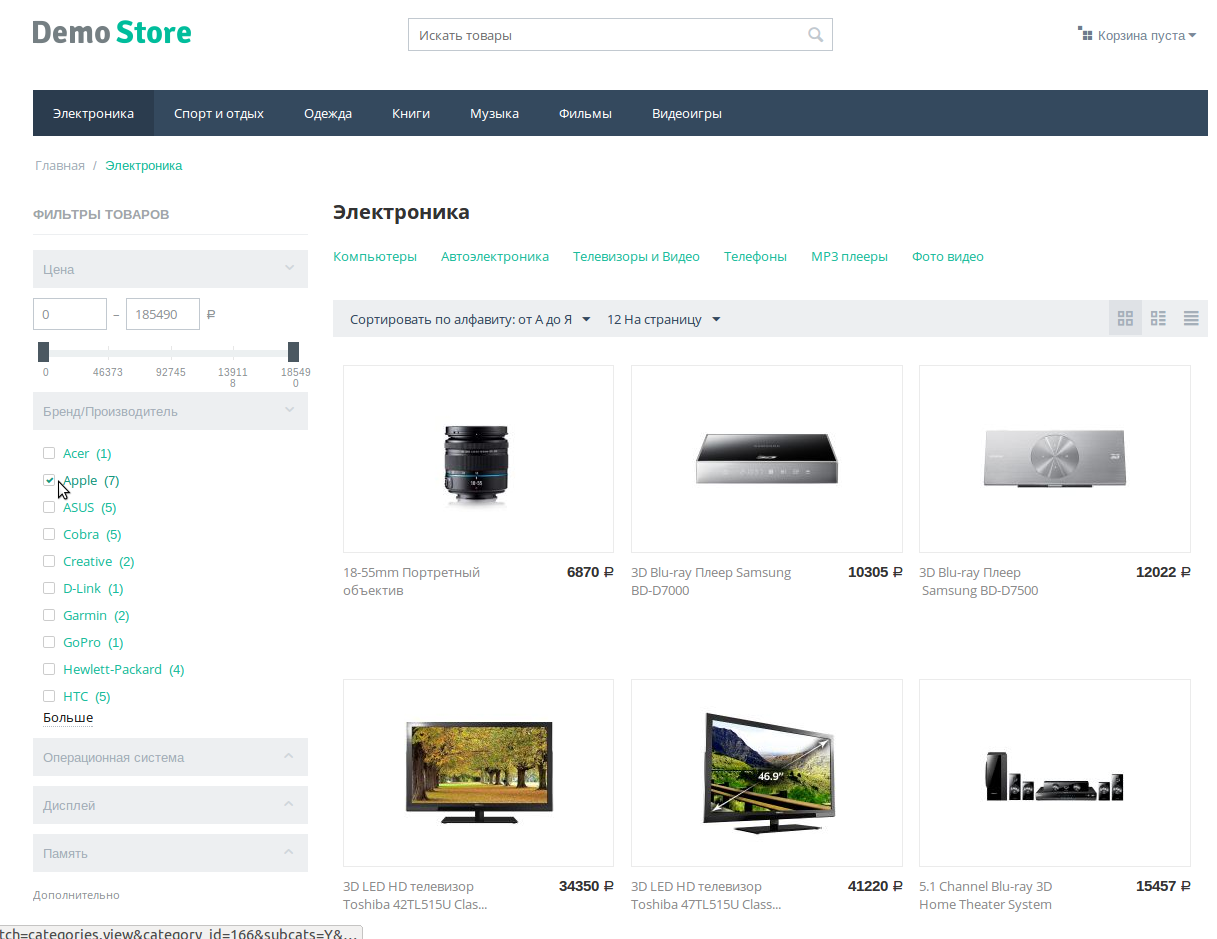 Demo Store
Искать товары
Корзина пуста
Электроника Спорт и отдых Одежда Книги Музыка Фильмы Видеоигры
Главная / Электроника
ФИЛЬТРЫ ТОВАРОВ
Цена
0 – 185490 ₽
0 46373 92745 13911 18549
8 0
Бренд/Производитель
Acer (1)
Apple (7)
ASUS (5)
Cobra (5)
Creative (2)
D-Link (1)
Garmin (2)
GoPro (1)
Hewlett-Packard (4)
HTC (5)
Больше
Операционная система
Дисплей
Память
Дополнительно
Электроника
Компьютеры Автоэлектроника Телевизоры и Видео Телефоны MP3 плееры Фото видео
Сортировать по алфавиту: от А до Я 12 На страницу
18-55mm Портретный 6870 ₽
объектив
3D Blu-ray Плеер Samsung 10305 ₽
BD-D7000
3D Blu-ray Плеер 12022 ₽
Samsung BD-D7500
46.9"
3D LED HD телевизор 34350 ₽
Toshiba 42TL515U Clas...
3D LED HD телевизор 41220 ₽
Toshiba 47TL515U Class...
5.1 Channel Blu-ray 3D 15457 ₽
Home Theater System
tch=categories.view&category_id=166&subcats=Y&...